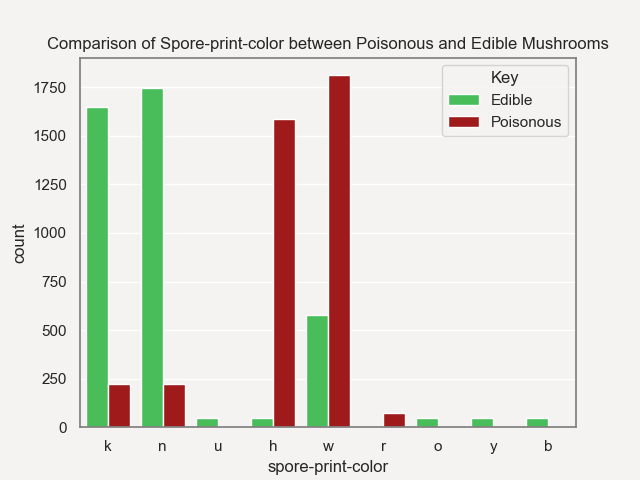 Comparison of Spore-print-color between Poisonous and Edible Mushrooms
Key
Edible
Poisonous
count
1750
1500
1250
1000
750
500
250
0
k n u h w r o y b
spore-print-color